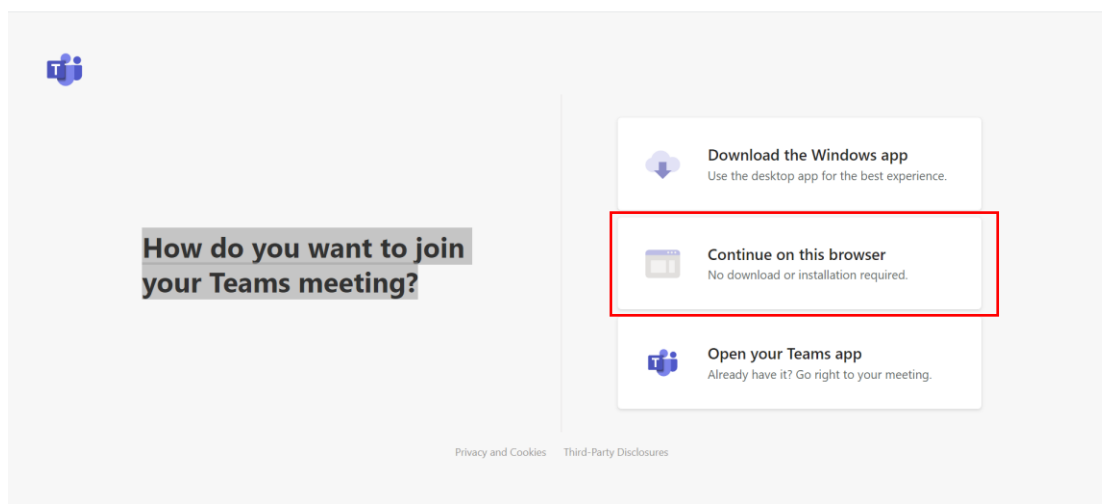 How do you want to join
your Teams meeting?
Download the Windows app
Use the desktop app for the best experience.
Continue on this browser
No download or installation required.
Open your Teams app
Already have it? Go right to your meeting.
Privacy and Cookies
Third-Party Disclosures